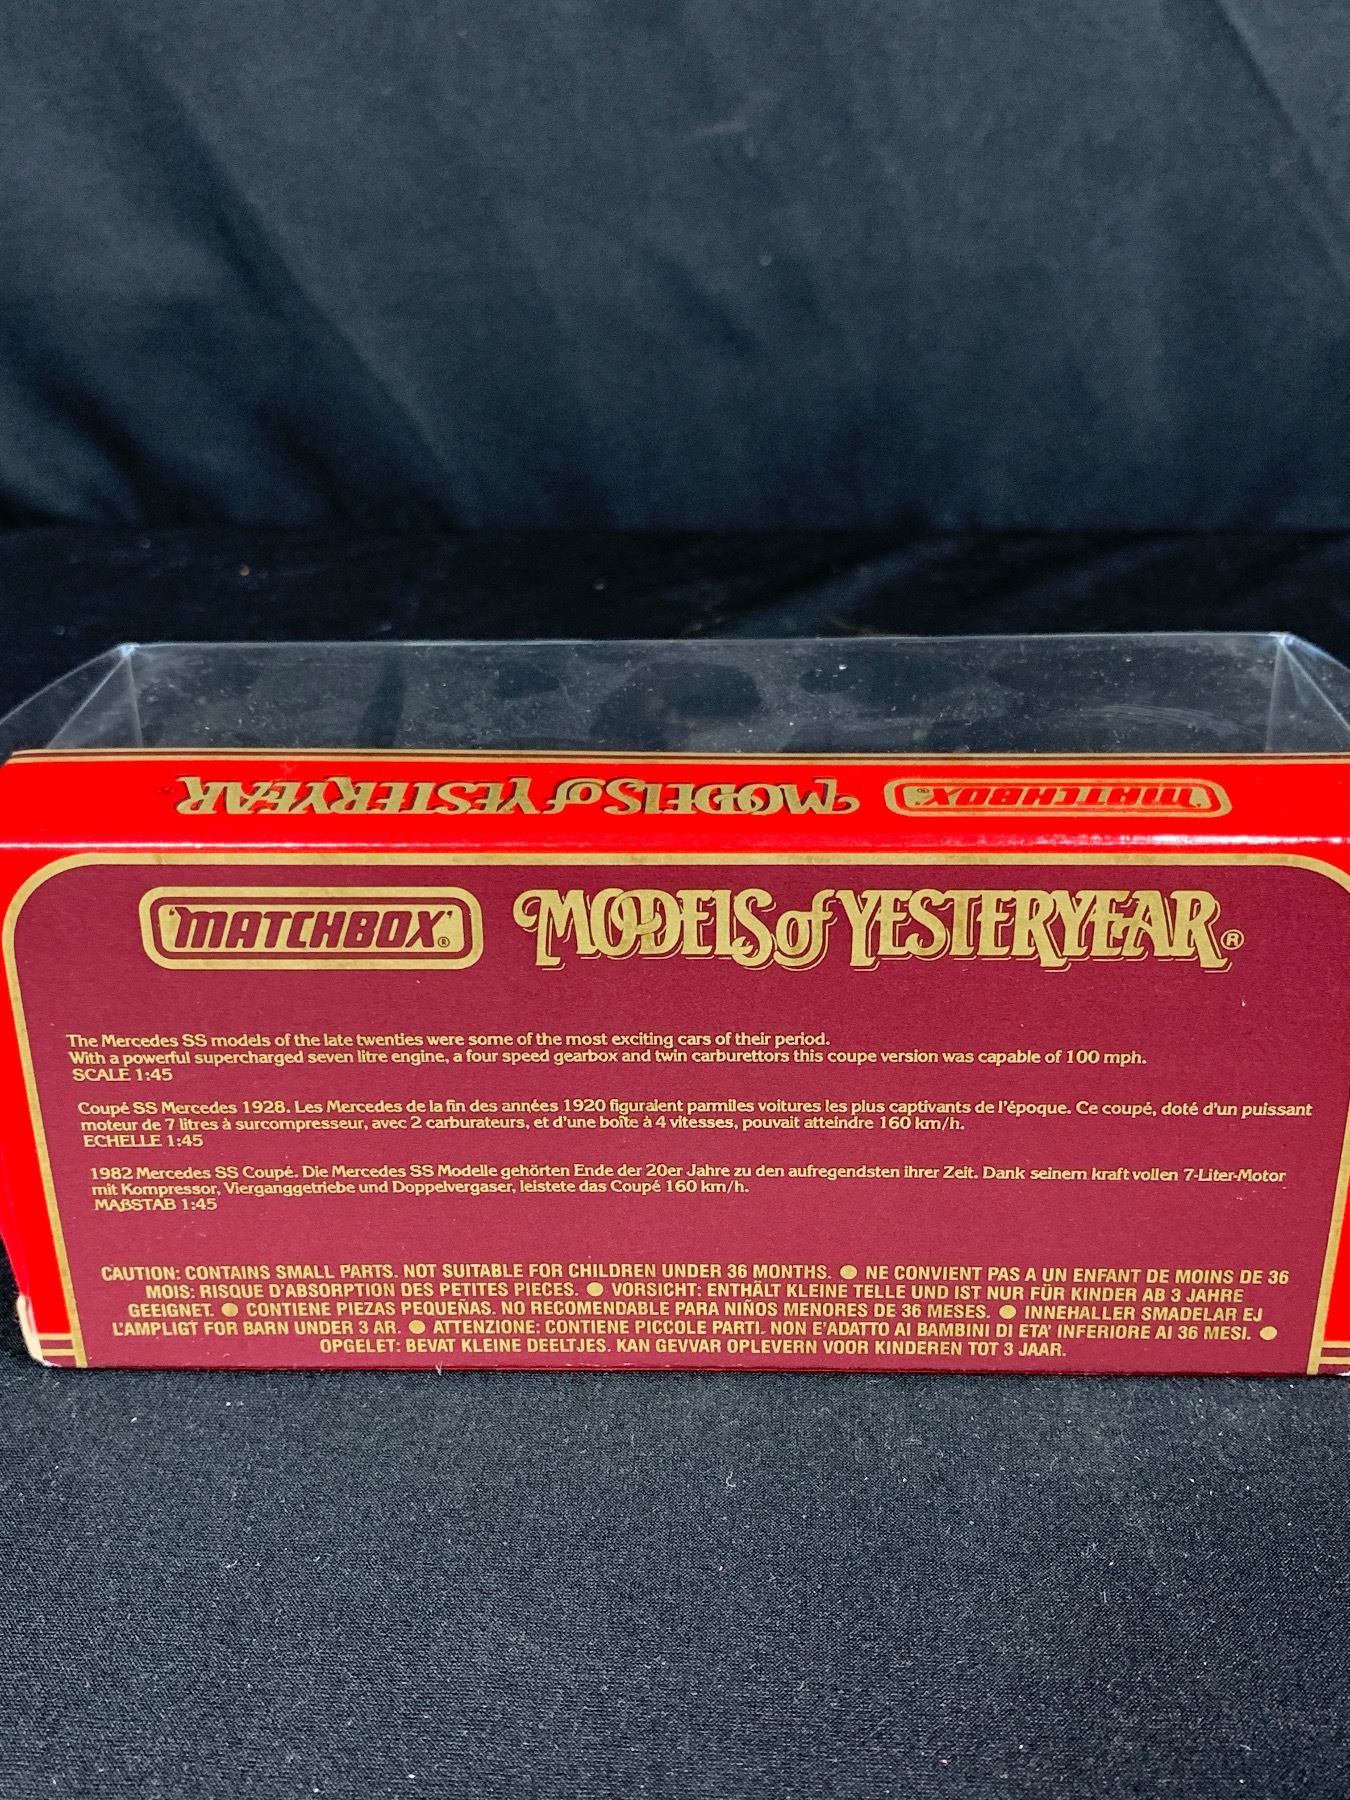 MATCHBOX® MODELS of YESTERYEAR
MATCHBOX® MODELS of YESTERYEAR®
The Mercedes SS models of the late twenties were some of the most exciting cars of their period.
With a powerful supercharged seven litre engine, a four speed gearbox and twin carburettors this coupe version was capable of 100 mph.
SCALE 1:45
Coupé SS Mercedes 1928. Les Mercedes de la fin des années 1920 figuraient parmiles voitures les plus captivants de l'époque. Ce coupé, doté d'un puissant
moteur de 7 litres à surcompresseur, avec 2 carburateurs, et d'une boîte à 4 vitesses, pouvait atteindre 160 km/h.
ECHELLE 1:45
1982 Mercedes SS Coupé. Die Mercedes SS Modelle gehörten Ende der 20er Jahre zu den aufregendsten ihrer Zeit. Dank seinem kraft vollen 7-Liter-Motor
mit Kompressor, Vierganggetriebe und Doppelvergaser, leistete das Coupé 160 km/h.
MAßSTAB 1:45
CAUTION: CONTAINS SMALL PARTS. NOT SUITABLE FOR CHILDREN UNDER 36 MONTHS. ● NE CONVIENT PAS A UN ENFANT DE MOINS DE 36
MOIS: RISQUE D'ABSORPTION DES PETITES PIECES. ● VORSICHT: ENTHÄLT KLEINE TELLE UND IST NUR FÜR KINDER AB 3 JAHRE
GEEIGNET. ● CONTIENE PIEZAS PEQUEÑAS. NO RECOMENDABLE PARA NIÑOS MENORES DE 36 MESES. ● INNEHALLER SMADELAR EJ
L'AMPLIGT FOR BARN UNDER 3 AR. ● ATTENZIONE: CONTIENE PICCOLE PARTI. NON E'ADATTO AI BAMBINI DI ETA' INFERIORE AI 36 MESI. ●
OPGELET: BEVAT KLEINE DEELTJES. KAN GEVVAR OPLEVERN VOOR KINDEREN TOT 3 JAAR.